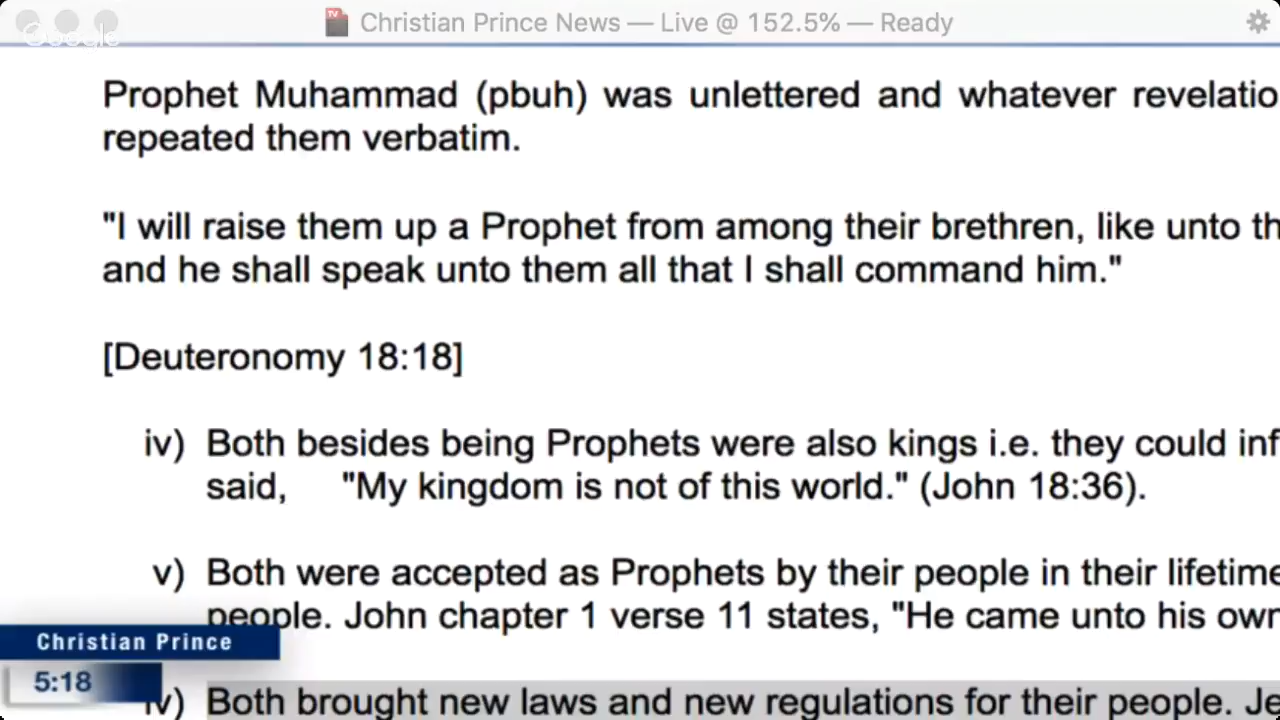 Christian Prince News — Live @ 152.5% — Ready
Google
Prophet Muhammad (pbuh) was unlettered and whatever revelatio
repeated them verbatim.
"I will raise them up a Prophet from among their brethren, like unto th
and he shall speak unto them all that I shall command him."
[Deuteronomy 18:18]
iv) Both besides being Prophets were also kings i.e. they could inf
said, "My kingdom is not of this world." (John 18:36).
v) Both were accepted as Prophets by their people in their lifetime
people. John chapter 1 verse 11 states, "He came unto his own
Christian Prince
5:18
iv) Both brought new laws and new regulations for their people. Je